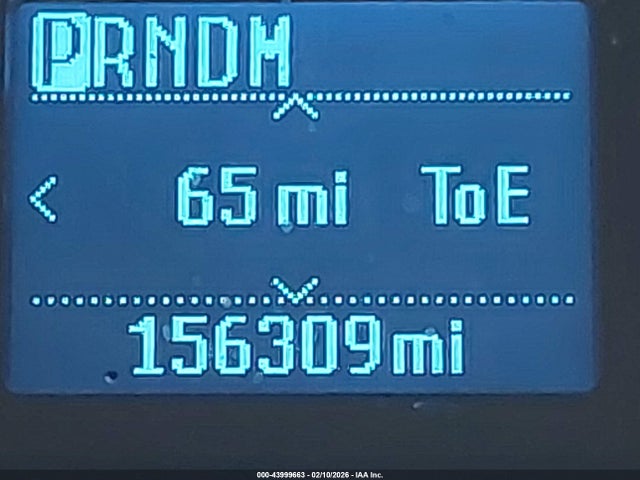 PRNDM
65 mi ToE
156309mi
000-43999663 - 02/10/2026 - IAA Inc.